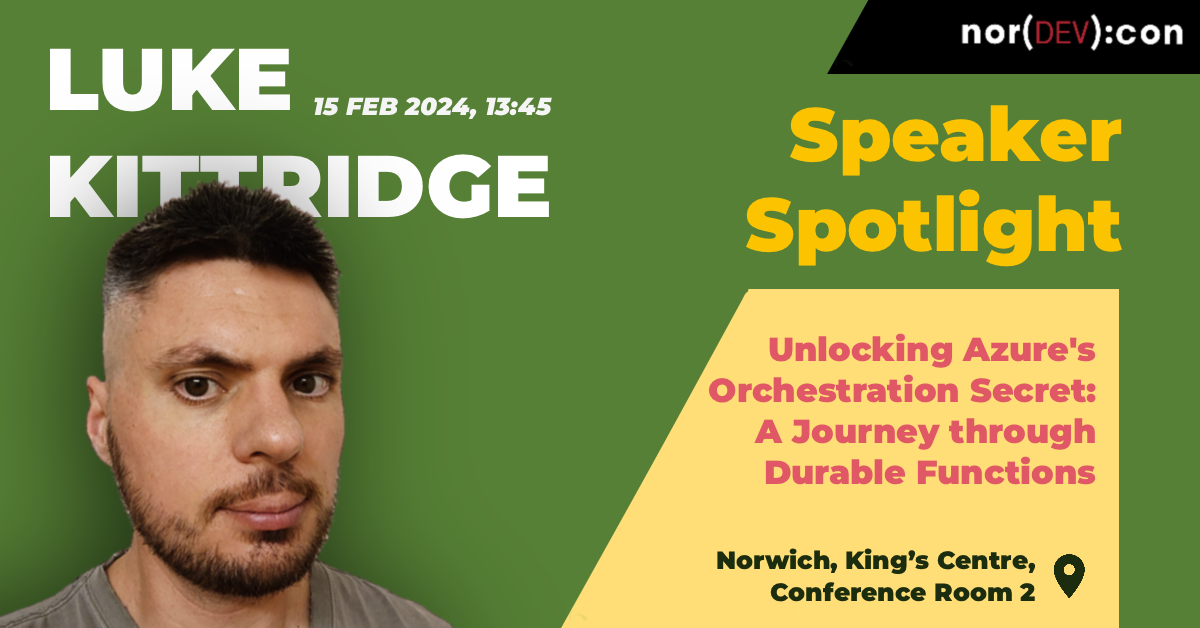 nor(DEV):con
LUKE
15 FEB 2024, 13:45
KITTRIDGE
Speaker
Spotlight
Unlocking Azure's
Orchestration Secret:
A Journey through
Durable Functions
Norwich, King’s Centre,
Conference Room 2